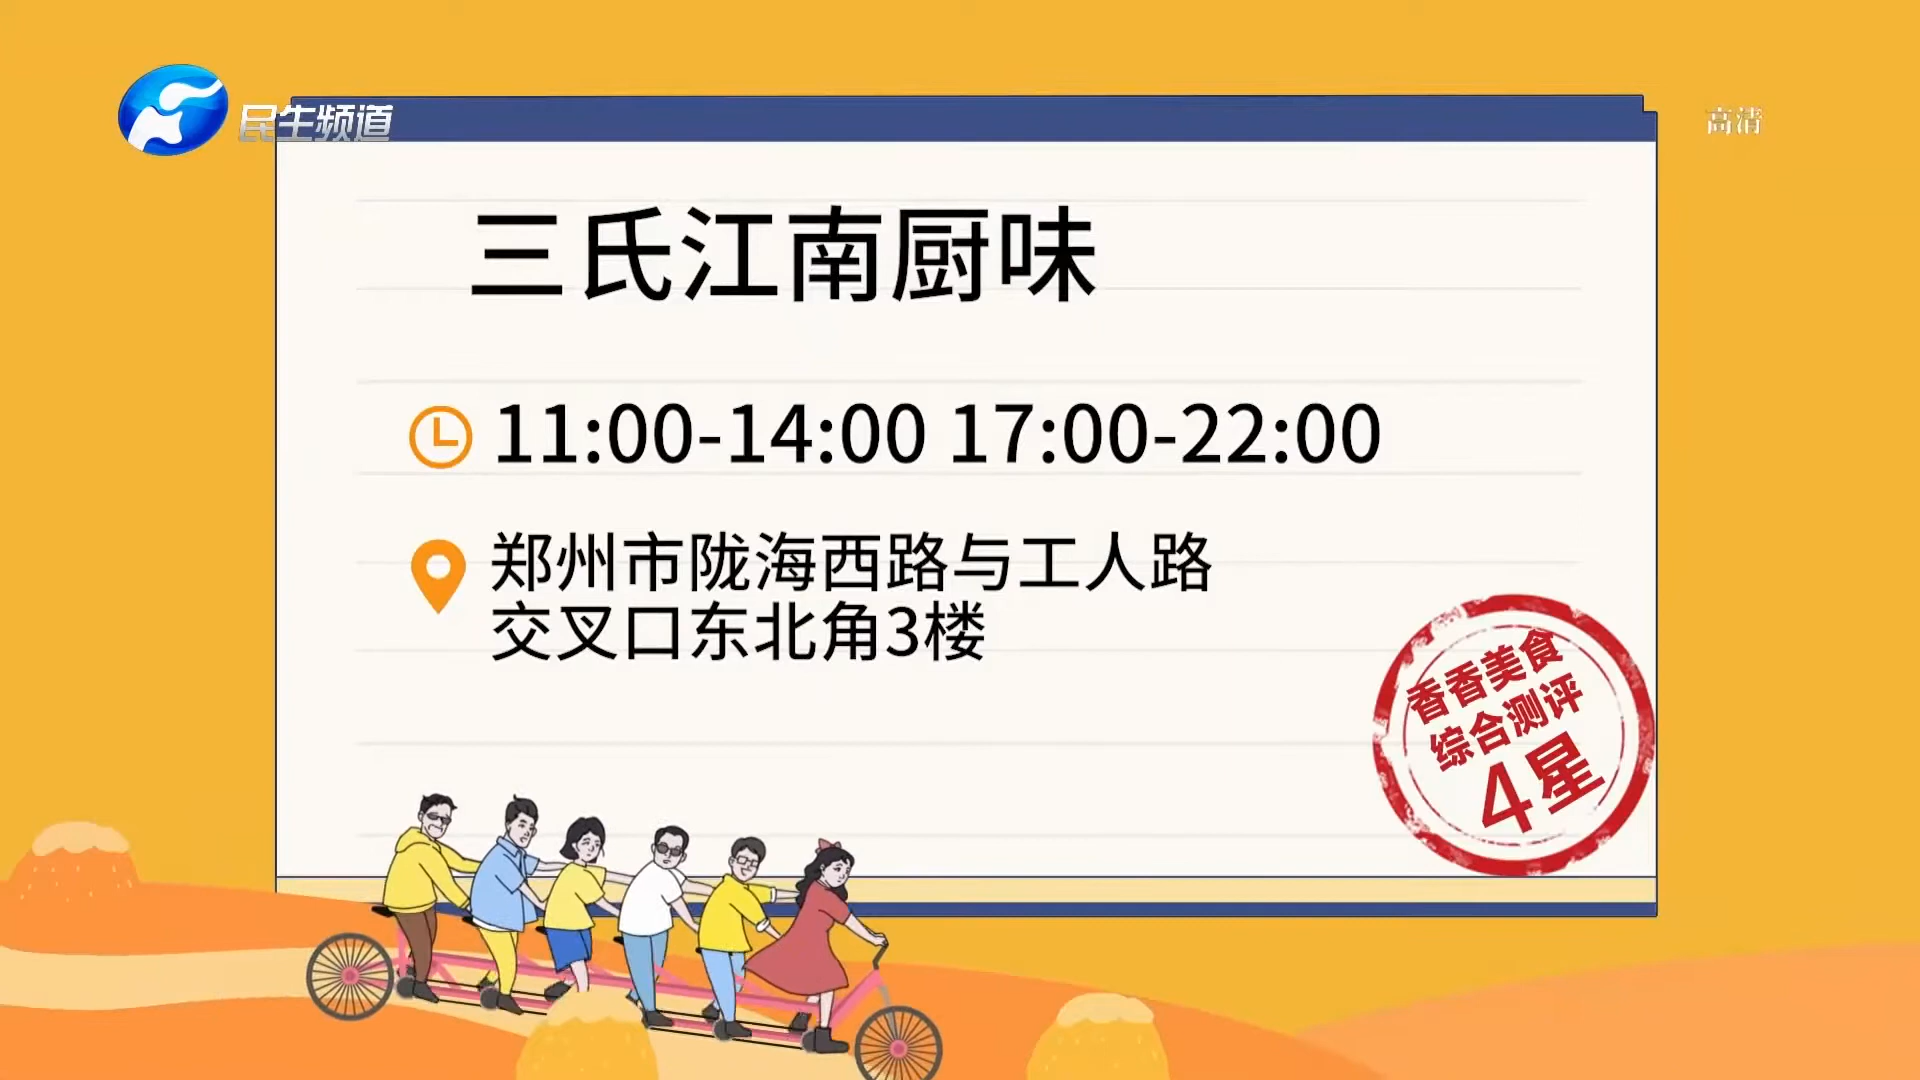 民生频道
高清
三氏江南厨味
11:00-14:00 17:00-22:00
郑州市陇海西路与工人路
交叉口东北角3楼
香香美食
综合测评
4星